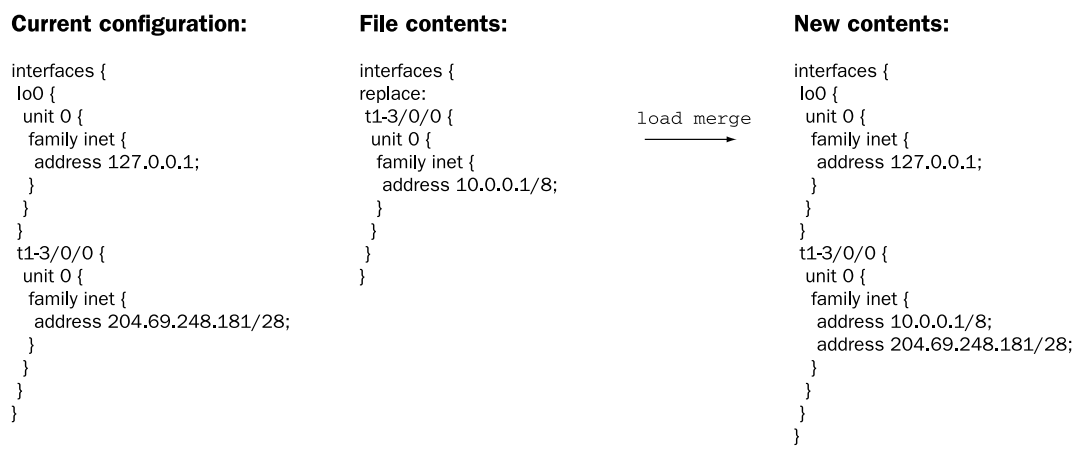 Current configuration:
interfaces {
lo0 {
unit 0 {
family inet {
address 127.0.0.1;
}
}
}
t1-3/0/0 {
unit 0 {
family inet {
address 204.69.248.181/28;
}
}
}
}
File contents:
interfaces {
replace:
t1-3/0/0 {
unit 0 {
family inet {
address 10.0.0.1/8;
}
}
}
}
load merge
New contents:
interfaces {
lo0 {
unit 0 {
family inet {
address 127.0.0.1;
}
}
}
t1-3/0/0 {
unit 0 {
family inet {
address 10.0.0.1/8;
address 204.69.248.181/28;
}
}
}
}